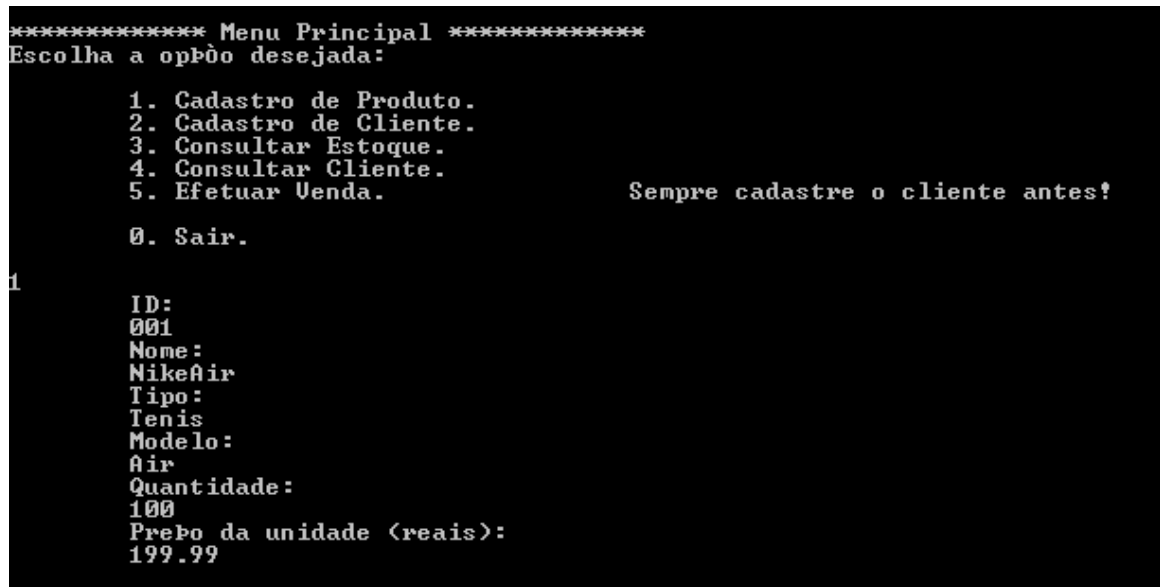 ************* Menu Principal *************
Escolha a opÞÒo desejada:
1. Cadastro de Produto.
2. Cadastro de Cliente.
3. Consultar Estoque.
4. Consultar Cliente.
5. Efetuar Venda. Sempre cadastre o cliente antes!
0. Sair.
1
ID:
001
Nome:
NikeAir
Tipo:
Tenis
Modelo:
Air
Quantidade:
100
PreÞo da unidade (reais):
199.99